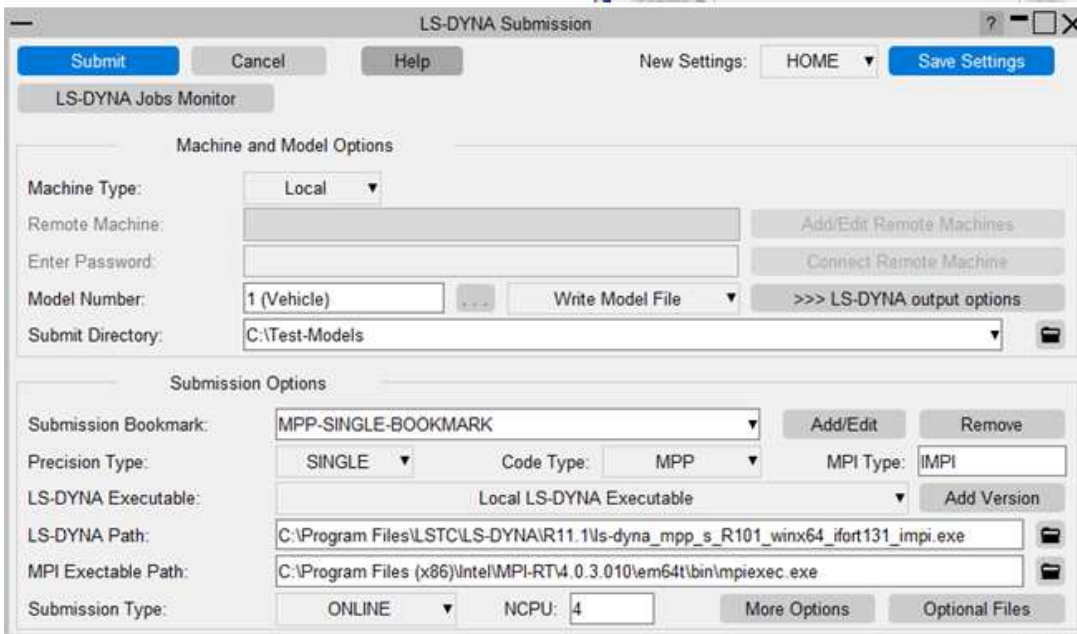 LS-DYNA Submission ?
Submit Cancel Help New Settings: HOME Save Settings
LS-DYNA Jobs Monitor
Machine and Model Options
Machine Type: Local
Remote Machine: Add/Edit Remote Machines
Enter Password: Connect Remote Machine
Model Number: 1 (Vehicle) ... Write Model File >>> LS-DYNA output options
Submit Directory: C:\Test-Models
Submission Options
Submission Bookmark: MPP-SINGLE-BOOKMARK Add/Edit Remove
Precision Type: SINGLE Code Type: MPP MPI Type: IMPI
LS-DYNA Executable: Local LS-DYNA Executable Add Version
LS-DYNA Path: C:\Program Files\LSTC\LS-DYNA\R11.1\ls-dyna_mpp_s_R101_winx64_ifort131_impi.exe
MPI Exectable Path: C:\Program Files (x86)\Intel\MPI-RT\4.0.3.010\em64t\bin\mpiexec.exe
Submission Type: ONLINE NCPU: 4 More Options Optional Files